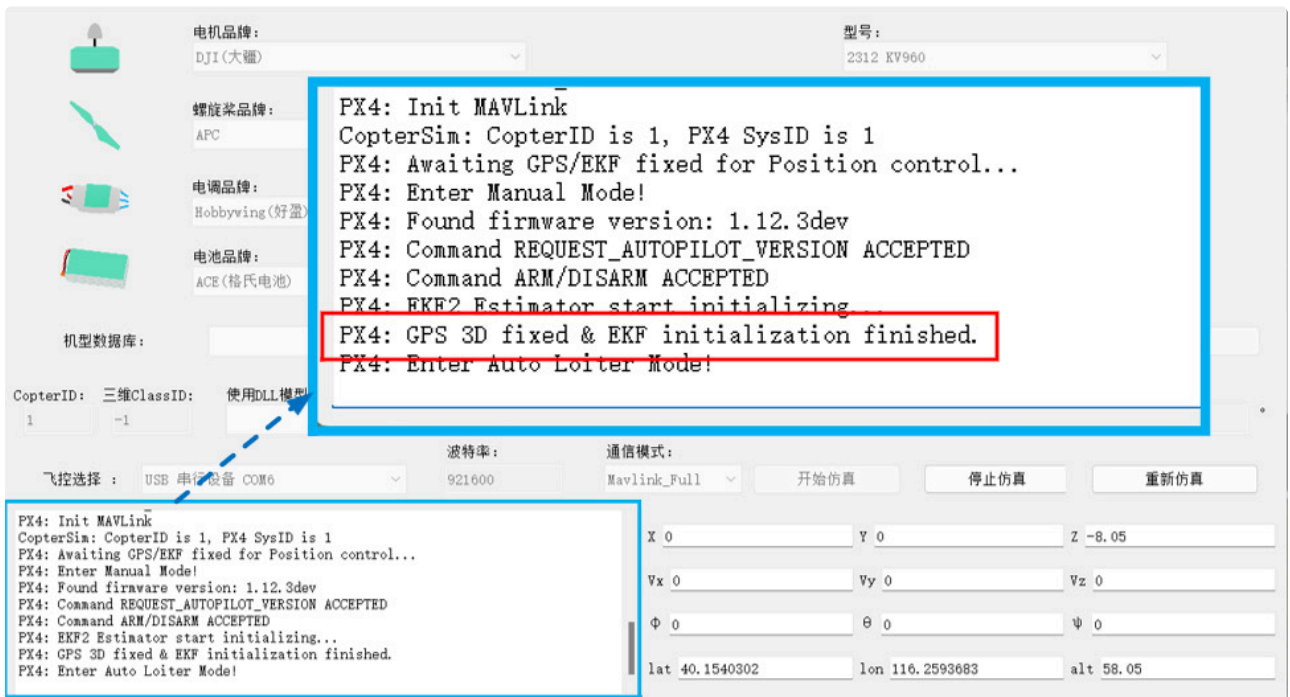 电机品牌：
型号：
DJI(大疆)
2312 KV960
螺旋桨品牌：
APC
电调品牌：
Hobbywing(好盈)
电池品牌：
ACE(格氏电池)
机型数据库：
PX4: Init MAVLink
CopterSim: CopterID is 1, PX4 SysID is 1
PX4: Awaiting GPS/EKF fixed for Position control...
PX4: Enter Manual Mode!
PX4: Found firmware version: 1.12.3dev
PX4: Command REQUEST_AUTOPILOT_VERSION ACCEPTED
PX4: Command ARM/DISARM ACCEPTED
PX4: EKF2 Estimator start initializing...
PX4: GPS 3D fixed & EKF initialization finished.
PX4: Enter Auto Loiter Mode!
CopterID： 三维ClassID： 使用DLL模型
1 -1 °
波特率： 通信模式：
飞控选择 ： USB 串行设备 COM6 921600 Mavlink_Full 开始仿真 停止仿真 重新仿真
PX4: Init MAVLink
CopterSim: CopterID is 1, PX4 SysID is 1
PX4: Awaiting GPS/EKF fixed for Position control...
PX4: Enter Manual Mode!
PX4: Found firmware version: 1.12.3dev
PX4: Command REQUEST_AUTOPILOT_VERSION ACCEPTED
PX4: Command ARM/DISARM ACCEPTED
PX4: EKF2 Estimator start initializing...
PX4: GPS 3D fixed & EKF initialization finished.
PX4: Enter Auto Loiter Mode!
X 0 Y 0 Z -8.05
Vx 0 Vy 0 Vz 0
Φ 0 θ 0 ψ 0
lat 40.1540302 lon 116.2593683 alt 58.05